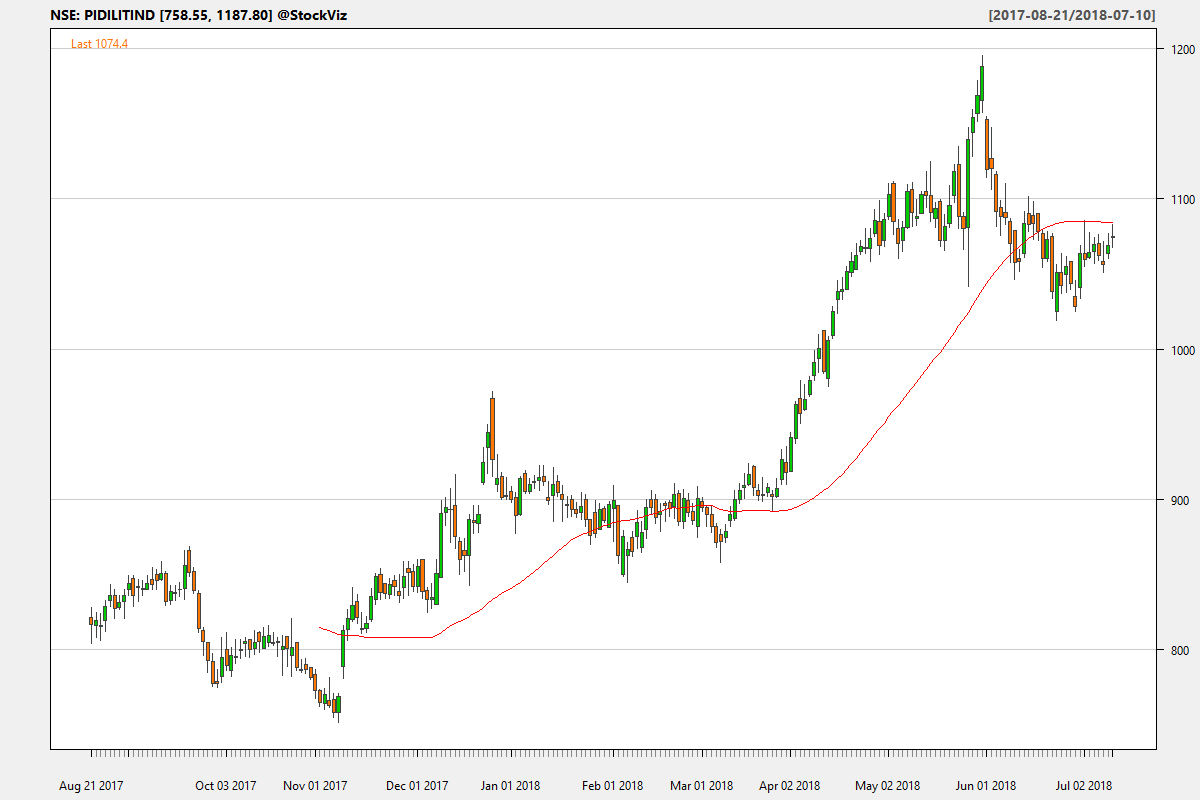 NSE: PIDILITIND [758.55, 1187.80] @StockViz [2017-08-21/2018-07-10]
Last 1074.4
1200
1100
1000
900
800
Aug 21 2017 Oct 03 2017 Nov 01 2017 Dec 01 2017 Jan 01 2018 Feb 01 2018 Mar 01 2018 Apr 02 2018 May 02 2018 Jun 01 2018 Jul 02 2018